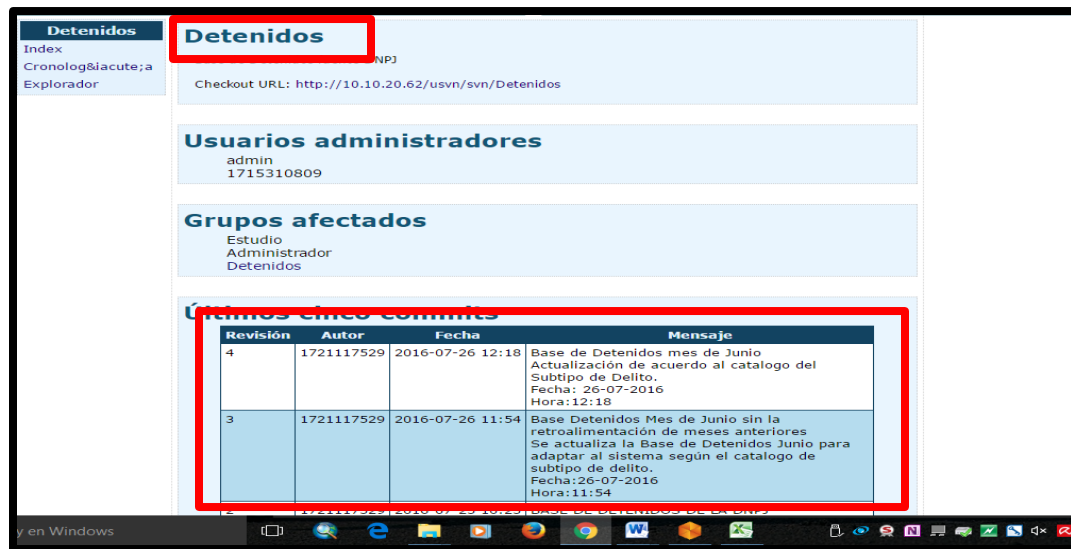 Detenidos
Index
Cronolog&iacute;a
Explorador
Detenidos
NPJ
Checkout URL: http://10.10.20.62/usvn/svn/Detenidos
Usuarios administradores
admin
1715310809
Grupos afectados
Estudio
Administrador
Detenidos
Últimos cinco commits
Revisión Autor Fecha Mensaje
4 1721117529 2016-07-26 12:18 Base de Detenidos mes de Junio
Actualización de acuerdo al catalogo del
Subtipo de Delito.
Fecha: 26-07-2016
Hora:12:18
3 1721117529 2016-07-26 11:54 Base Detenidos Mes de Junio sin la
retroalimentación de meses anteriores
Se actualiza la Base de Detenidos Junio para
adaptar al sistema según el catalogo de
subtipo de delito.
Fecha:26-07-2016
Hora:11:54
y en Windows